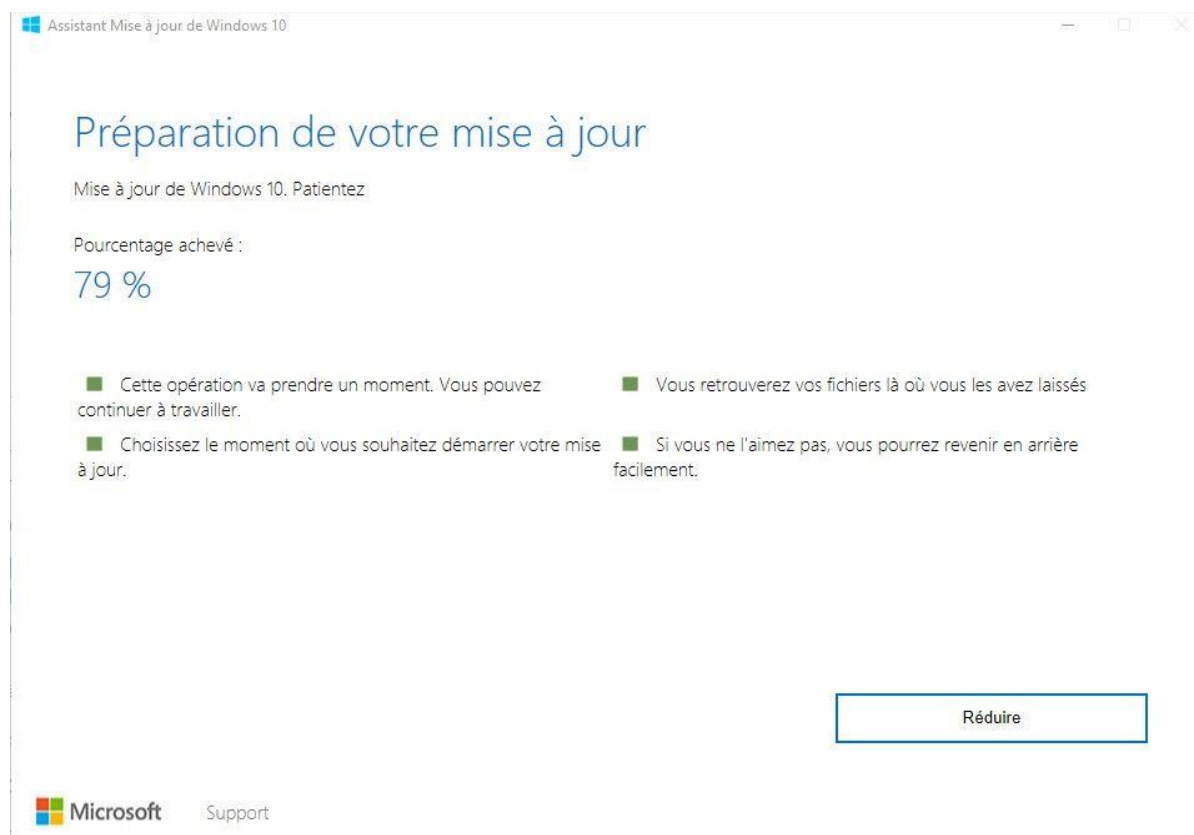 Assistant Mise à jour de Windows 10
Préparation de votre mise à jour
Mise à jour de Windows 10. Patientez
Pourcentage achevé :
79 %
Cette opération va prendre un moment. Vous pouvez
continuer à travailler.
Choisissez le moment où vous souhaitez démarrer votre mise
à jour.
Vous retrouverez vos fichiers là où vous les avez laissés
Si vous ne l'aimez pas, vous pourrez revenir en arrière
facilement.
Réduire
Microsoft Support